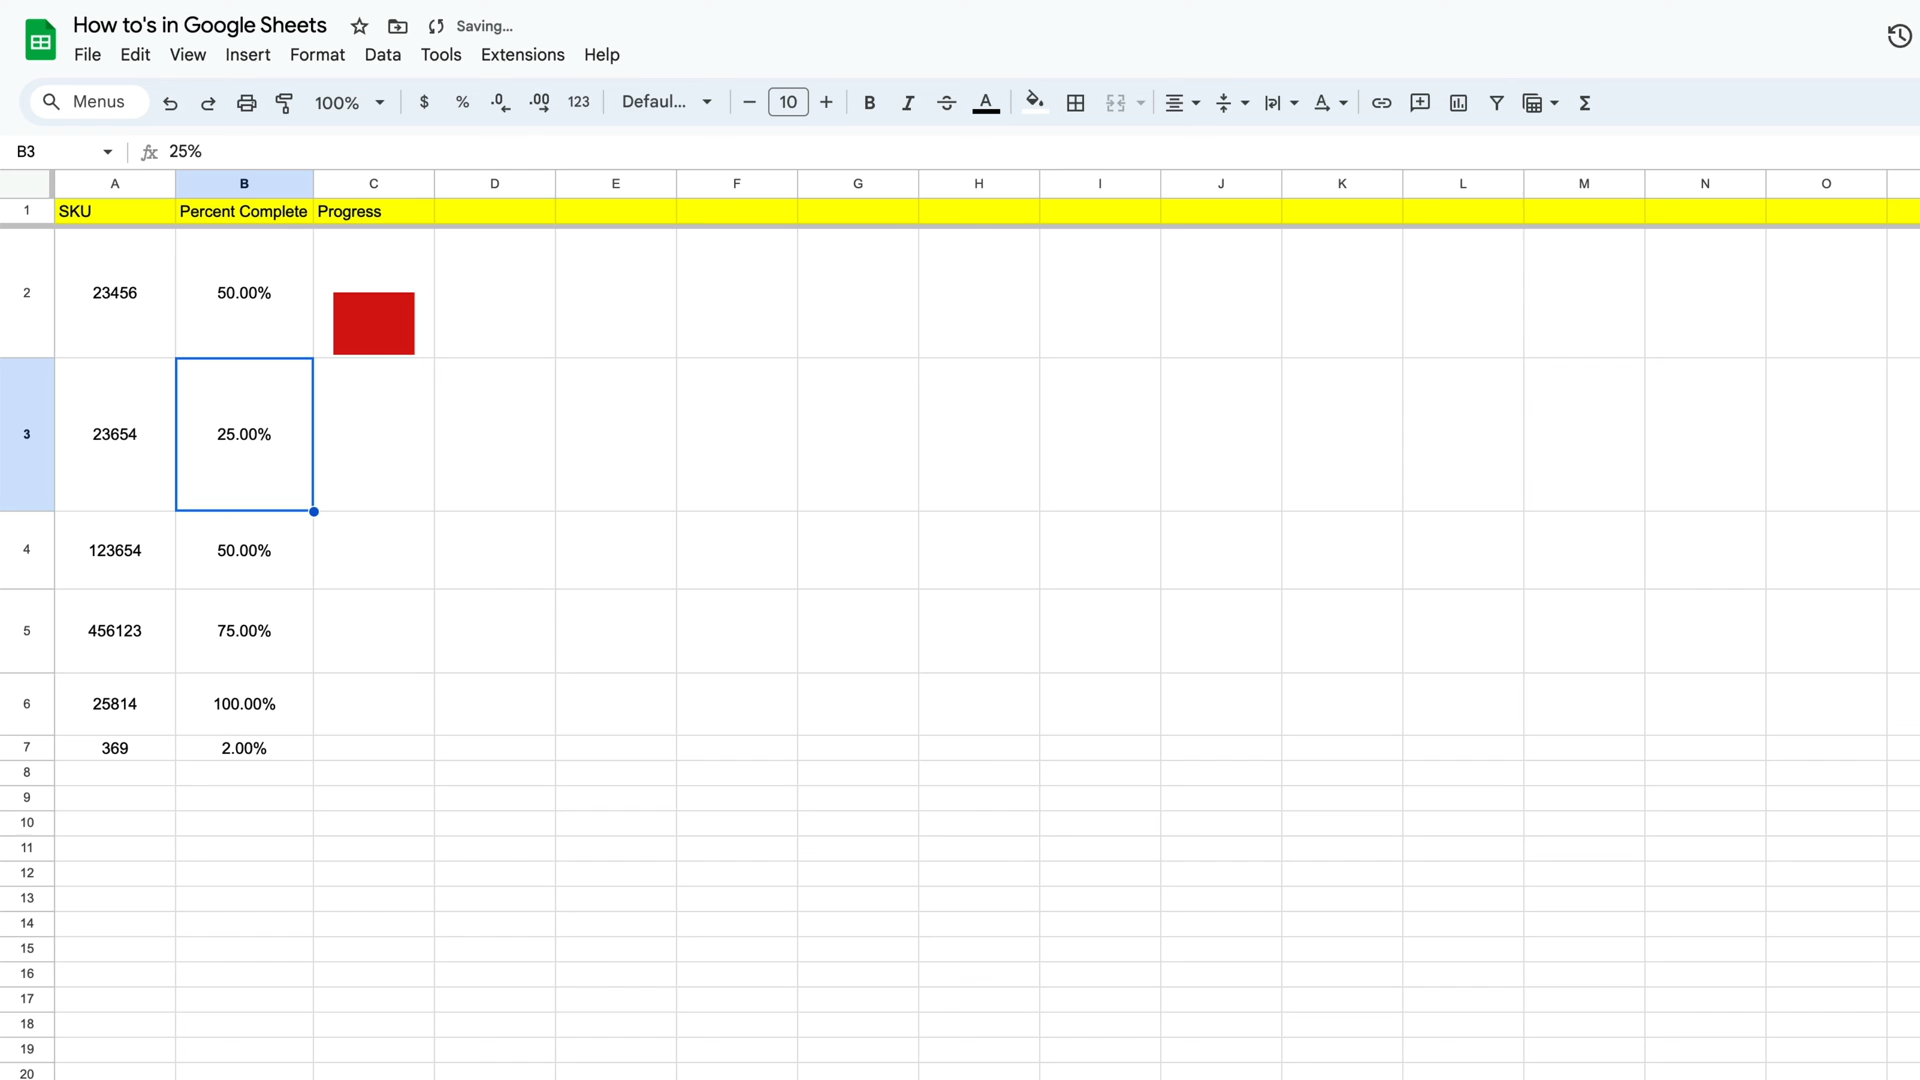 How to's in Google Sheets Saving...
File Edit View Insert Format Data Tools Extensions Help
Menus 100% $ % .0 .00 123 Defaul... 10 B I S A A Σ
B3 fx 25%
A B C D E F G H I J K L M N O
1 SKU Percent Complete Progress
2 23456 50.00%
3 23654 25.00%
4 123654 50.00%
5 456123 75.00%
6 25814 100.00%
7 369 2.00%
8
9
10
11
12
13
14
15
16
17
18
19
20